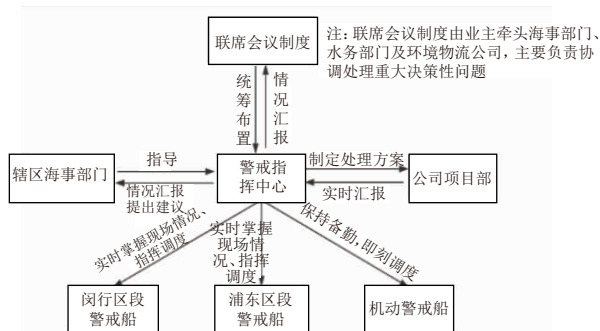 联席会议制度
注：联席会议制度由业主牵头海事部门、
水务部门及环境物流公司，主要负责协
调处理重大决策性问题
统筹布置
情况汇报
辖区海事部门
指导
情况汇报
提出建议
警戒指
挥中心
制定处理方案
实时汇报
公司项目部
实时掌握现场情况、
指挥调度
实时掌握
现场情
况、指挥
调度
保持备勤，即刻调度
闵行区段
警戒船
浦东区段
警戒船
机动警戒船